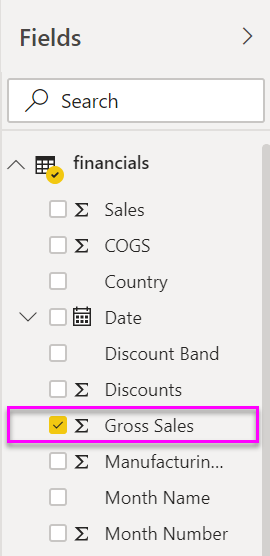 Fields
Search
financials
Sales
COGS
Country
Date
Discount Band
Discounts
Gross Sales
Manufacturin...
Month Name
Month Number